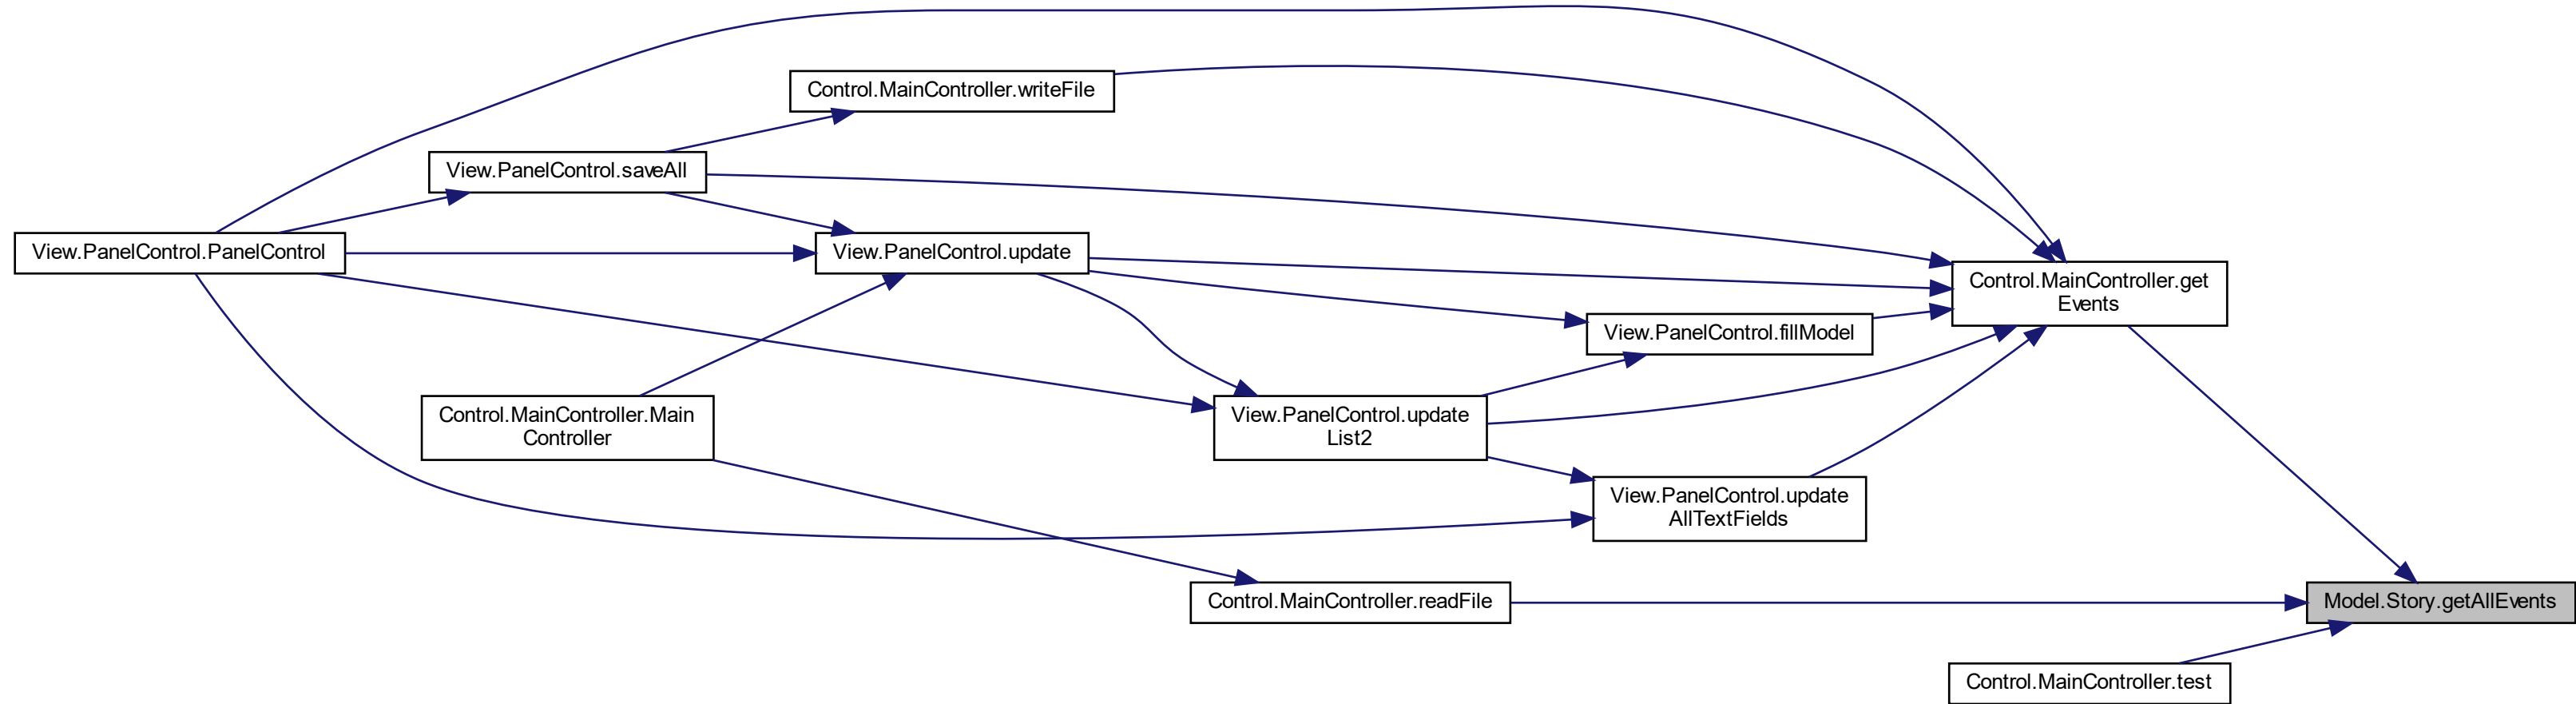 Control.MainController.writeFile
View.PanelControl.saveAll
View.PanelControl.PanelControl
View.PanelControl.update
Control.MainController.get
Events
View.PanelControl.fillModel
Control.MainController.Main
Controller
View.PanelControl.update
List2
View.PanelControl.update
AllTextFields
Control.MainController.readFile
Model.Story.getAllEvents
Control.MainController.test